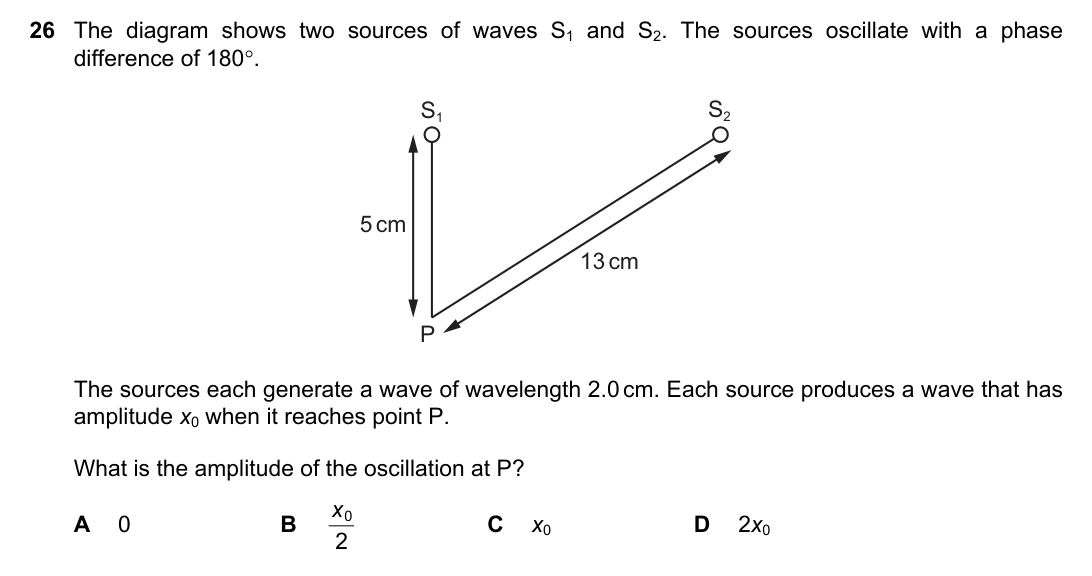 26 The diagram shows two sources of waves S₁ and S₂. The sources oscillate with a phase
difference of 180°.
S₁
S₂
5 cm
13 cm
P
The sources each generate a wave of wavelength 2.0 cm. Each source produces a wave that has
amplitude x₀ when it reaches point P.
What is the amplitude of the oscillation at P?
A 0 B x₀/2 C x₀ D 2x₀